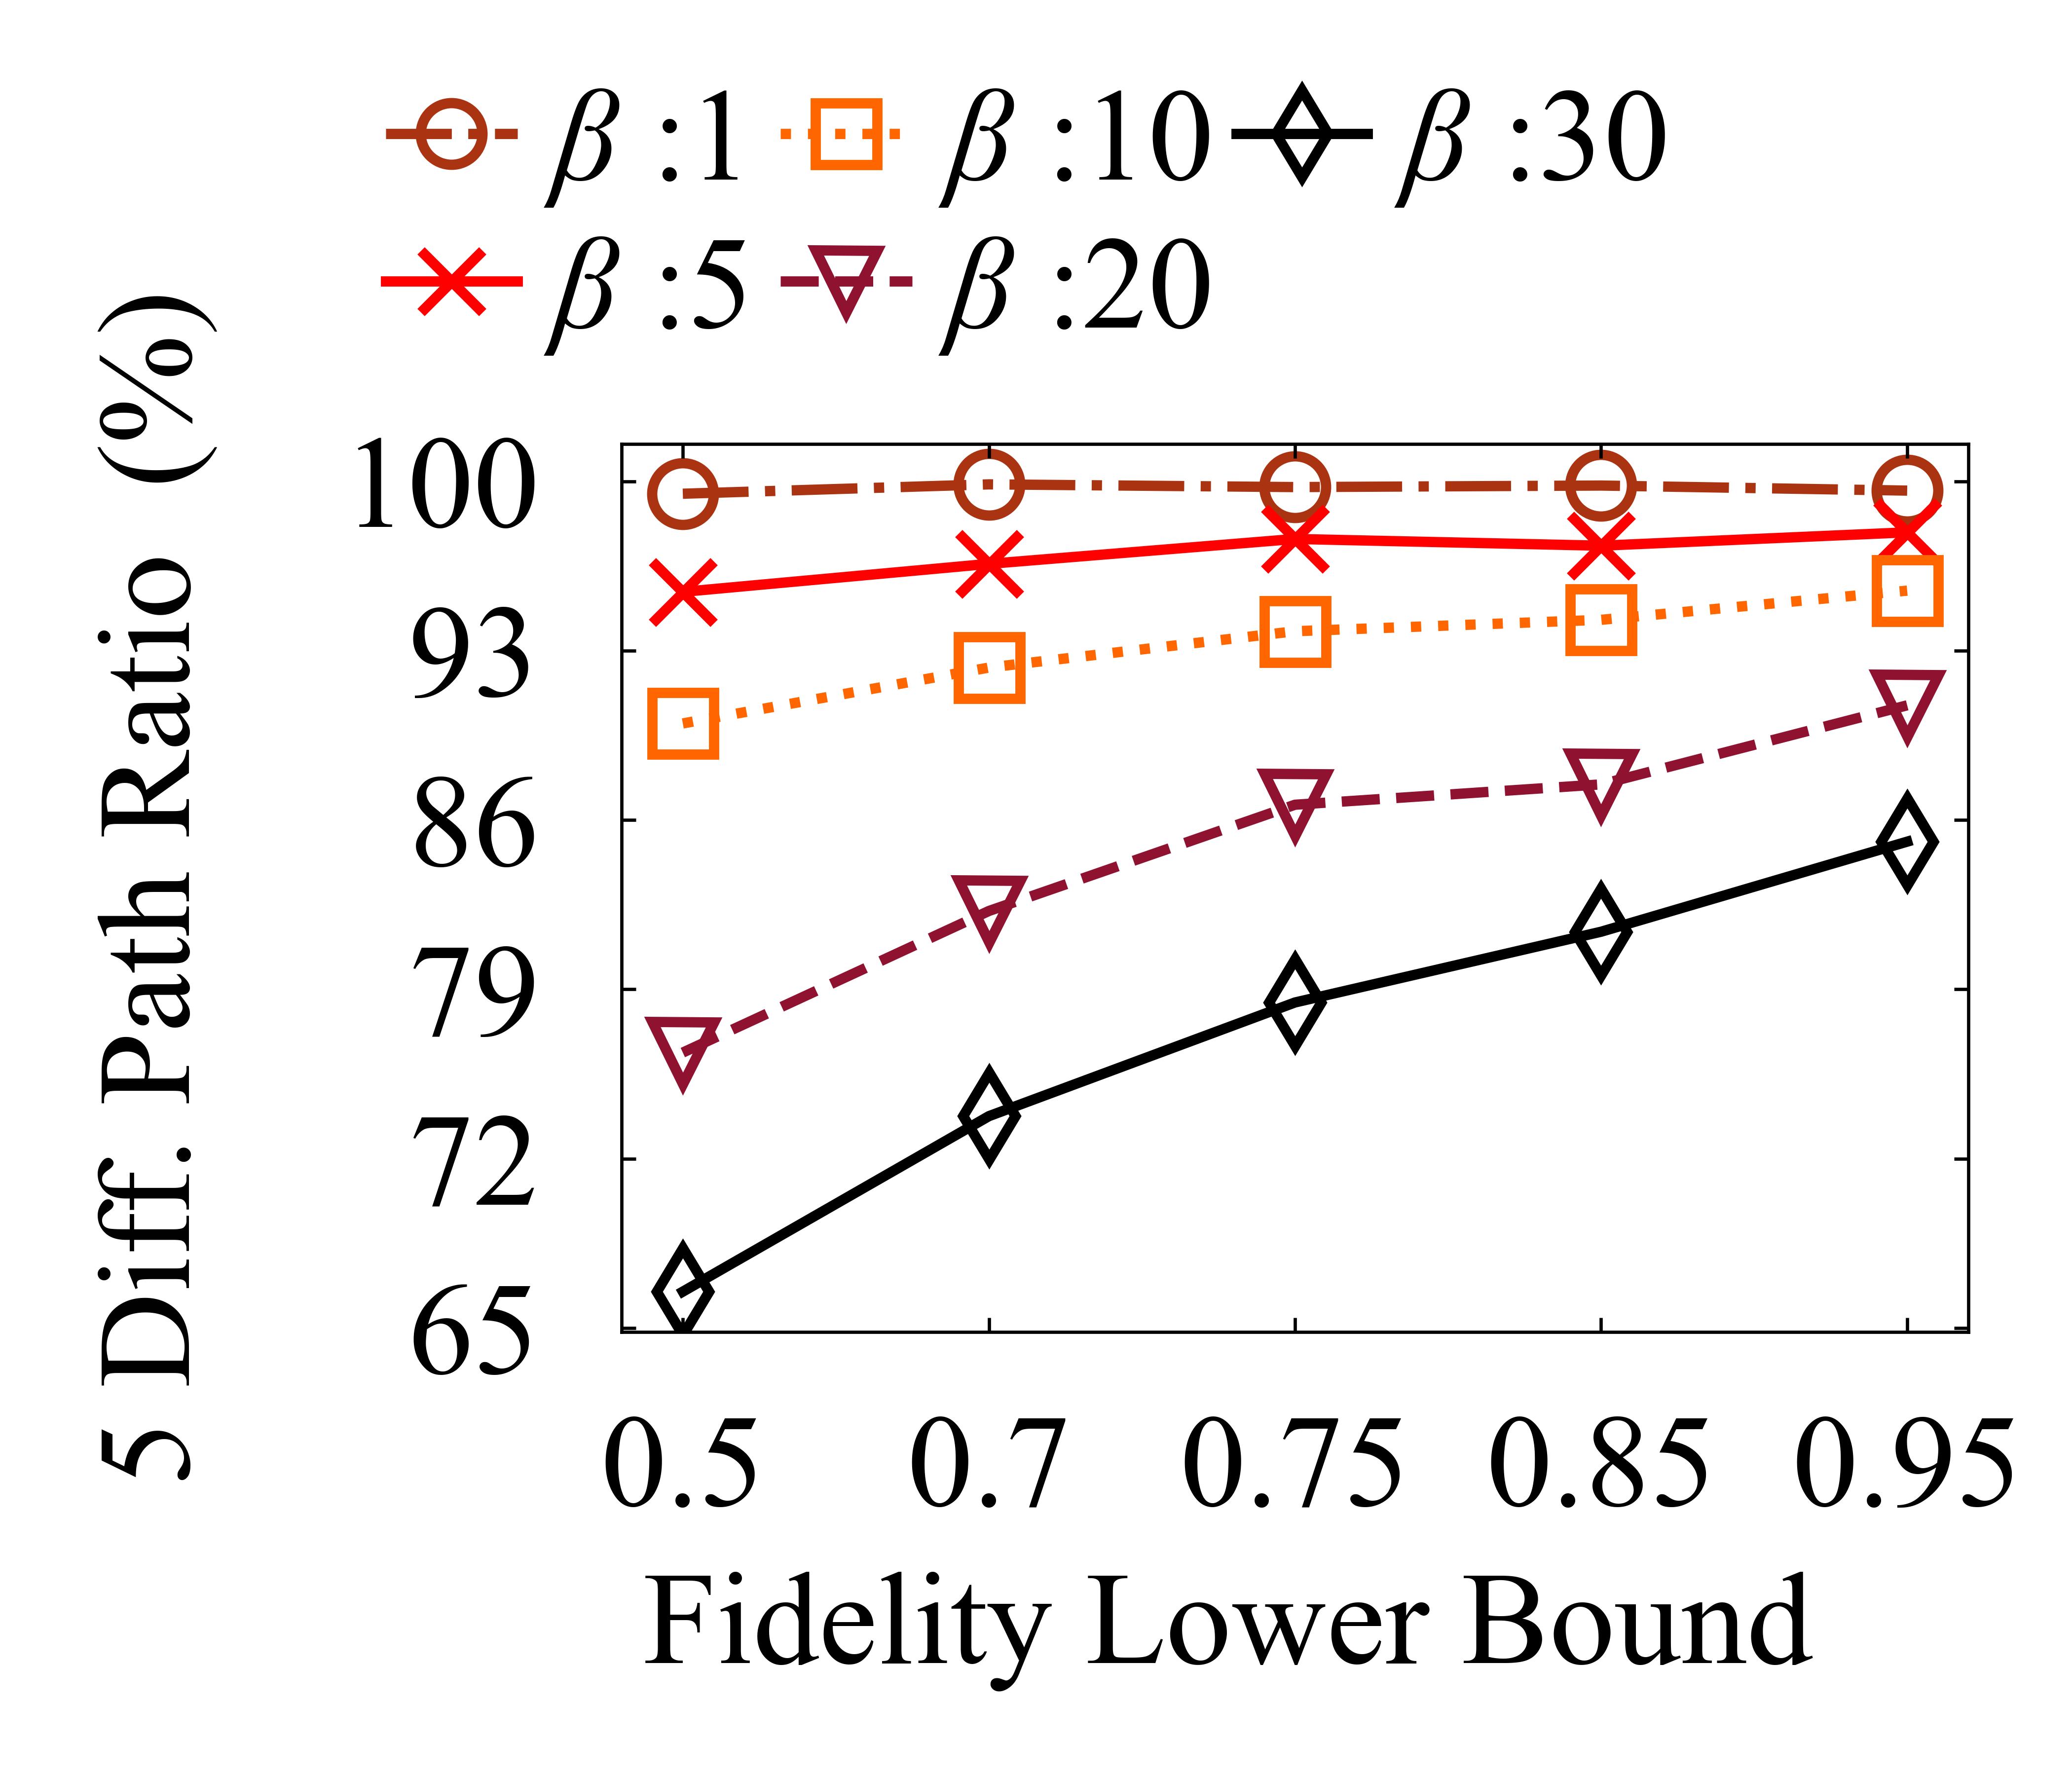 β :1 β :10 β :30
β :5 β :20
5 Diff. Path Ratio (%)
100
93
86
79
72
65
0.5 0.7 0.75 0.85 0.95
Fidelity Lower Bound